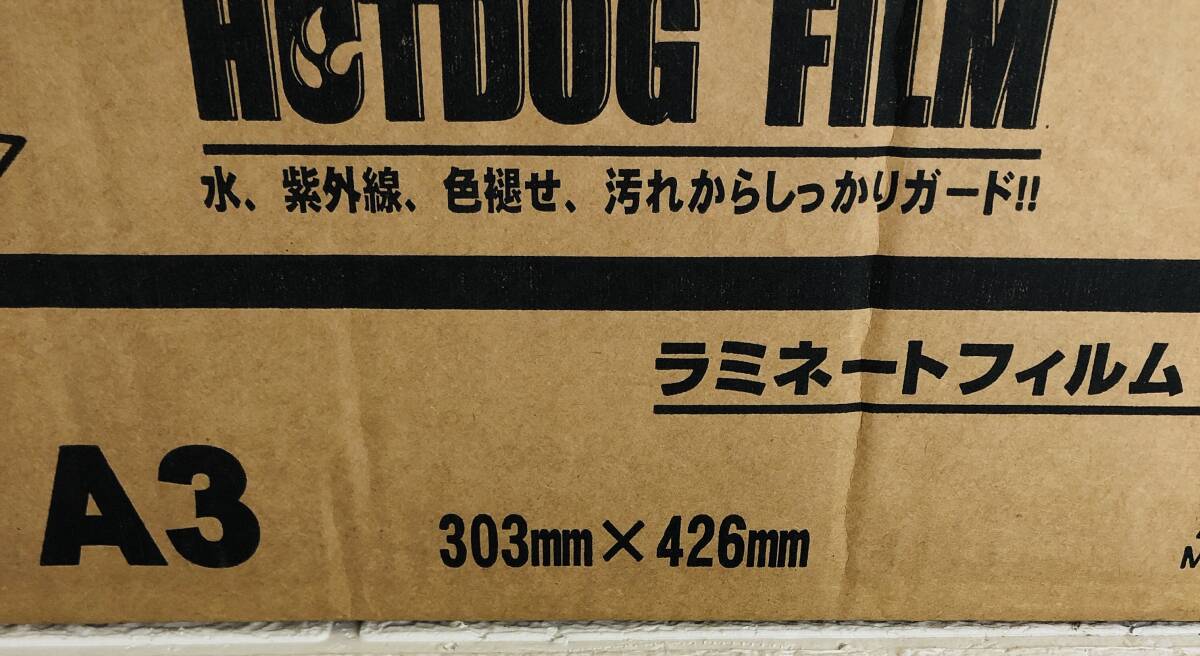 HOTDOG FILM
水、紫外線、色褪せ、汚れからしっかりガード!!
ラミネートフィルム
A3
303mm×426mm